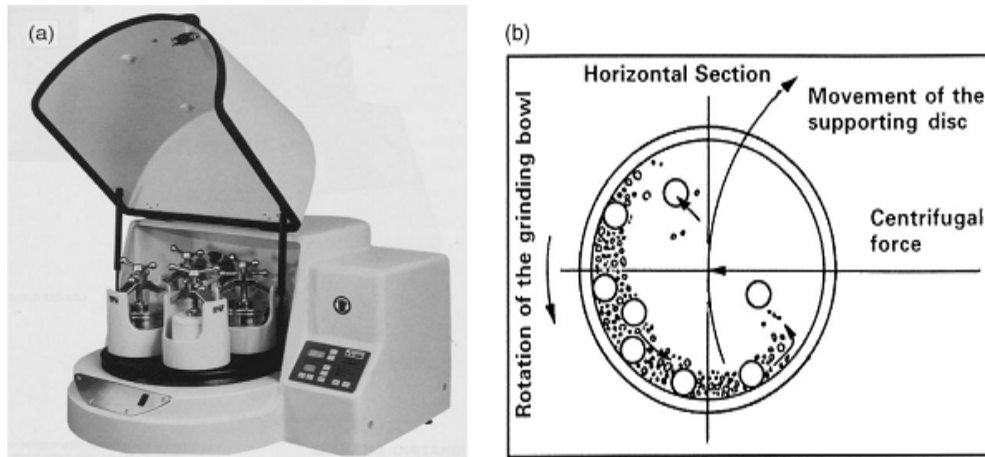 (a)
(b)
Horizontal Section
Movement of the
supporting disc
Centrifugal
force
Rotation of the grinding bowl